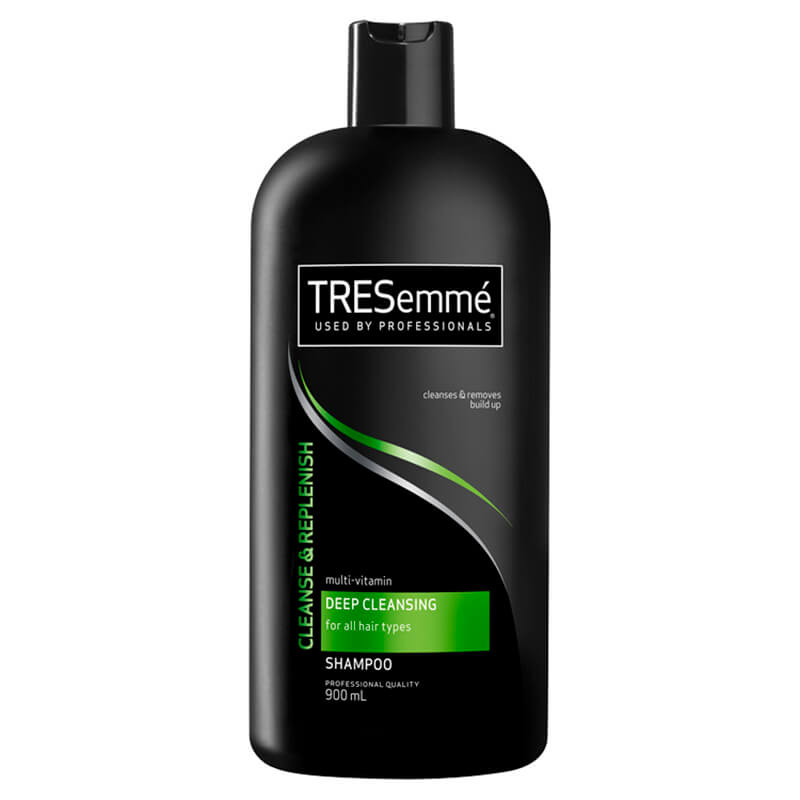 TRESemmé®
USED BY PROFESSIONALS
cleanses & removes
build up
CLEANSE & REPLENISH
multi-vitamin
DEEP CLEANSING
for all hair types
SHAMPOO
PROFESSIONAL QUALITY
900 mL